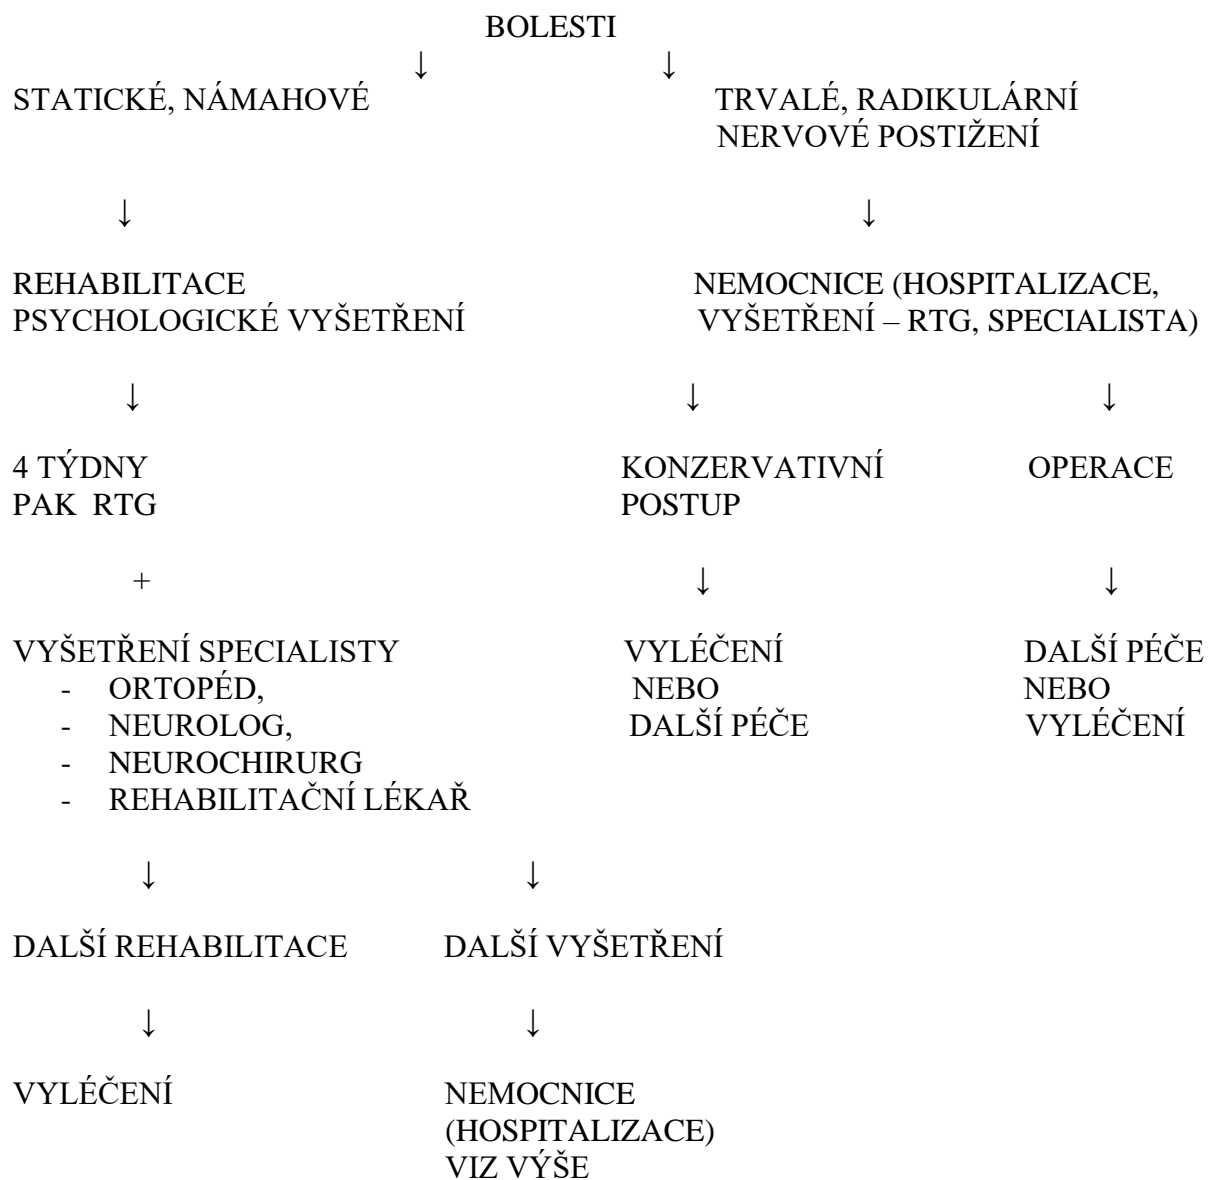 BOLESTI
↓ ↓
STATICKÉ, NÁMAHOVÉ TRVALÉ, RADIKULÁRNÍ
NERVOVÉ POSTIŽENÍ
↓ ↓
REHABILITACE NEMOCNICE (HOSPITALIZACE,
PSYCHOLOGICKÉ VYŠETŘENÍ VYŠETŘENÍ – RTG, SPECIALISTA)
↓ ↓ ↓
4 TÝDNY KONZERVATIVNÍ OPERACE
PAK RTG POSTUP
+ ↓ ↓
VYŠETŘENÍ SPECIALISTY VYLÉČENÍ DALŠÍ PÉČE
- ORTOPÉD, NEBO NEBO
- NEUROLOG, DALŠÍ PÉČE VYLÉČENÍ
- NEUROCHIRURG
- REHABILITAČNÍ LÉKAŘ
↓ ↓
DALŠÍ REHABILITACE DALŠÍ VYŠETŘENÍ
↓ ↓
VYLÉČENÍ NEMOCNICE
(HOSPITALIZACE)
VIZ VÝŠE